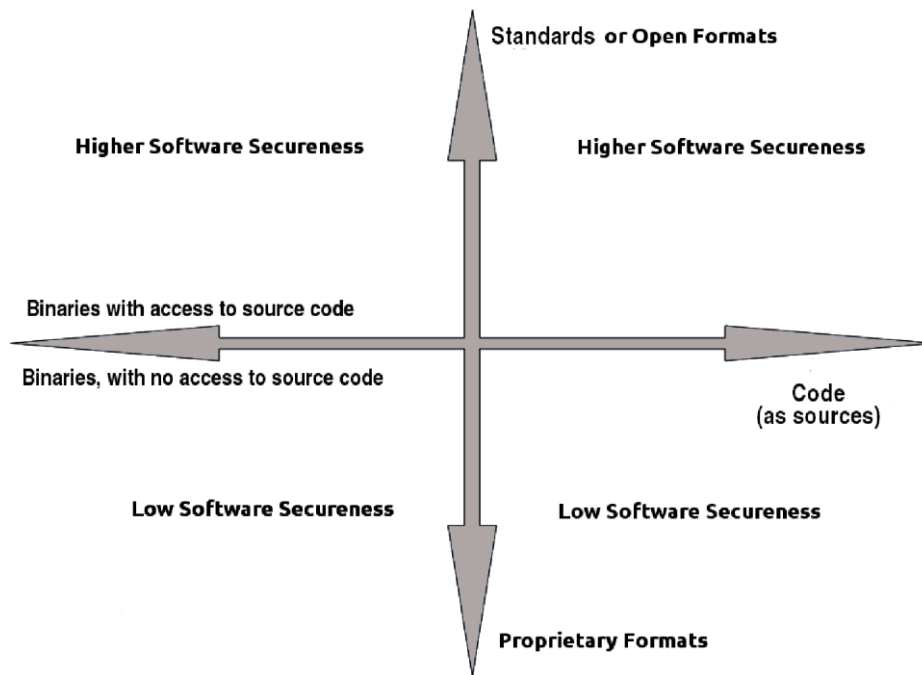 Standards or Open Formats
Higher Software Secureness
Higher Software Secureness
Binaries with access to source code
Binaries, with no access to source code
Code
(as sources)
Low Software Secureness
Low Software Secureness
Proprietary Formats